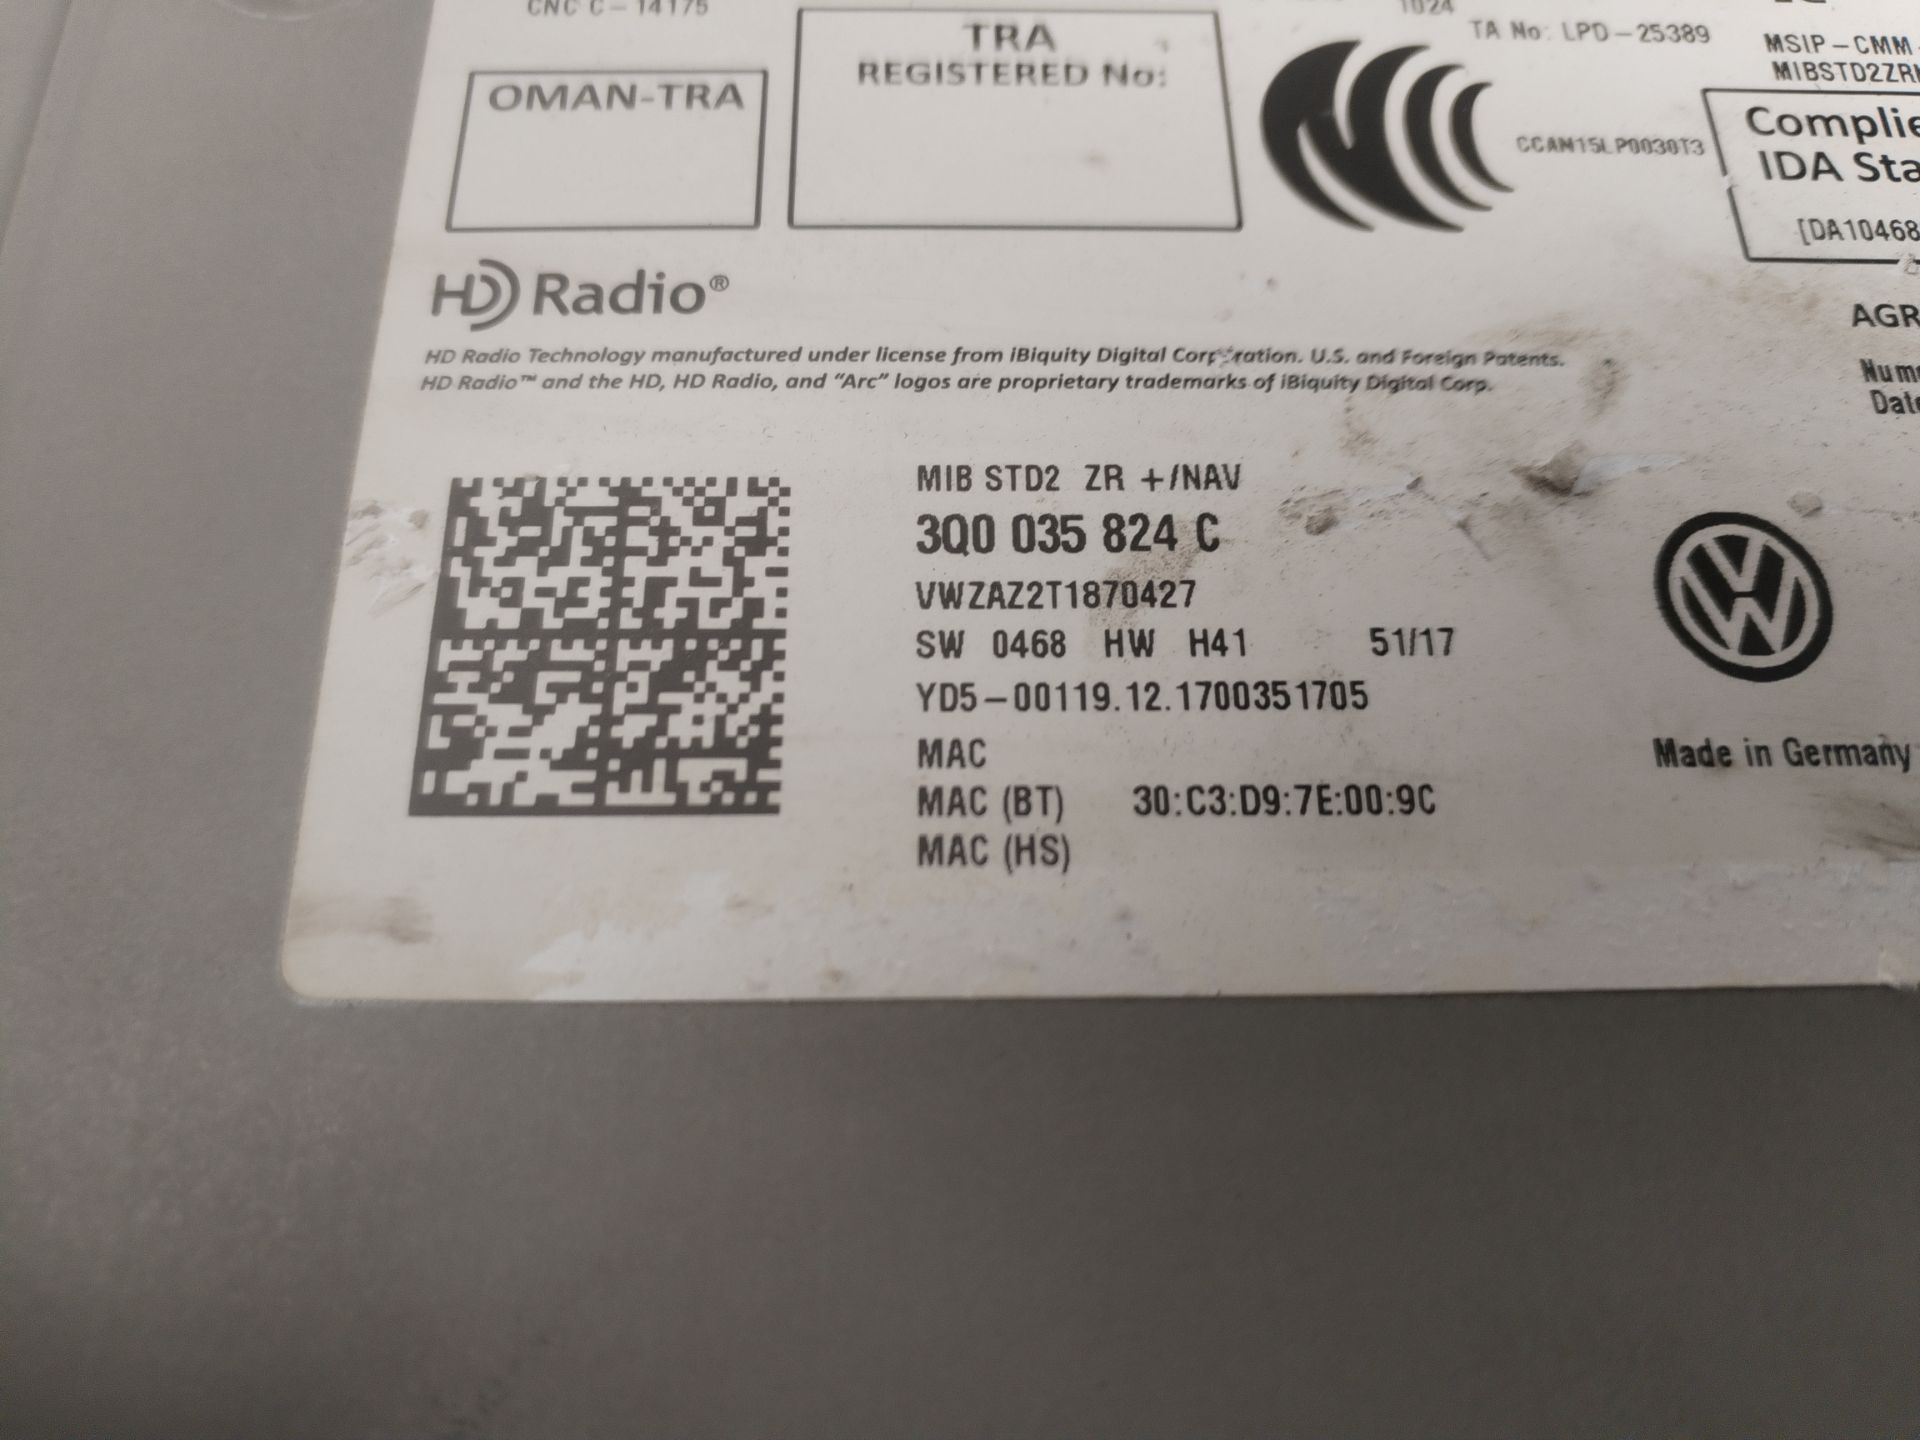 CNC C-14175
1024
TA No: LPD-25389
OMAN-TRA
TRA
REGISTERED No:
CCAM15LP0030T3
MSIP-CMM-
MIBSTD2ZR
Complie
IDA Sta
DA10468
HD Radio®
HD Radio Technology manufactured under license from iBiquity Digital Corporation. U.S. and Foreign Patents.
HD Radio™ and the HD, HD Radio, and “Arc” logos are proprietary trademarks of iBiquity Digital Corp.
AGR
Nume
Date
MIB STD2 ZR +/NAV
3Q0 035 824 C
VWZAZ2T1870427
SW 0468 HW H41 51/17
YD5-00119.12.1700351705
MAC
MAC (BT) 30:C3:D9:7E:00:9C
MAC (HS)
VW
Made in Germany